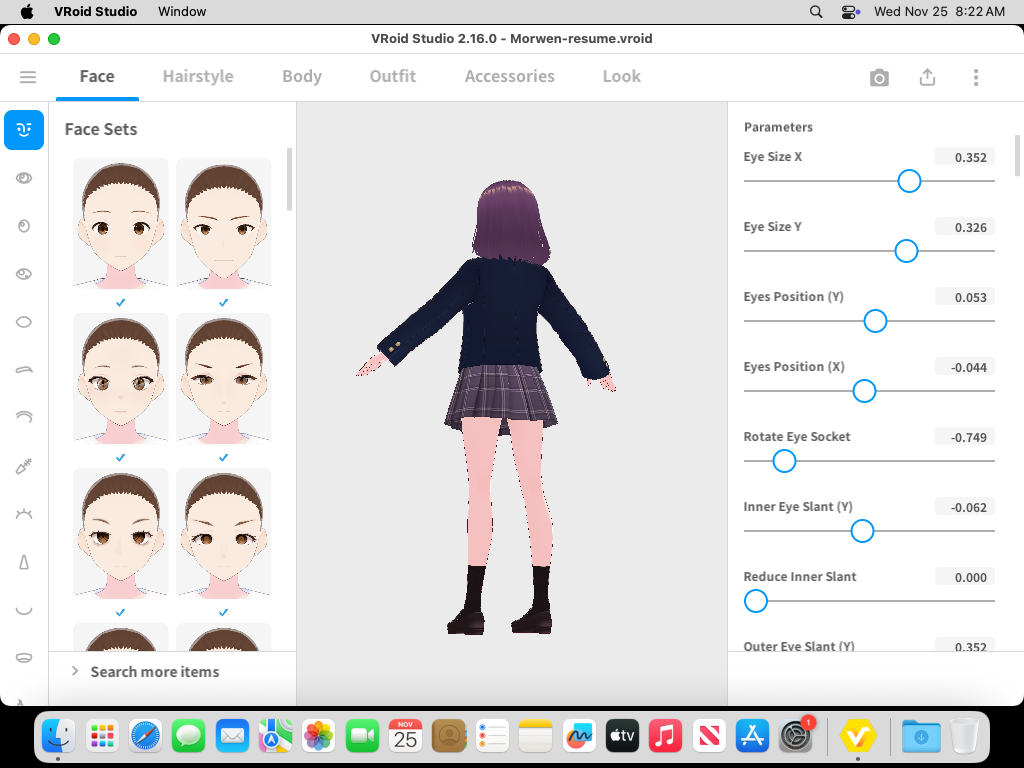 VRoid Studio Window Wed Nov 25 8:22 AM
VRoid Studio 2.16.0 - Morwen-resume.vroid
Face Hairstyle Body Outfit Accessories Look
Face Sets
Search more items
Parameters
Eye Size X 0.352
Eye Size Y 0.326
Eyes Position (Y) 0.053
Eyes Position (X) -0.044
Rotate Eye Socket -0.749
Inner Eye Slant (Y) -0.062
Reduce Inner Slant 0.000
Outer Eye Slant (Y) 0.352
NOV
25
tv
1